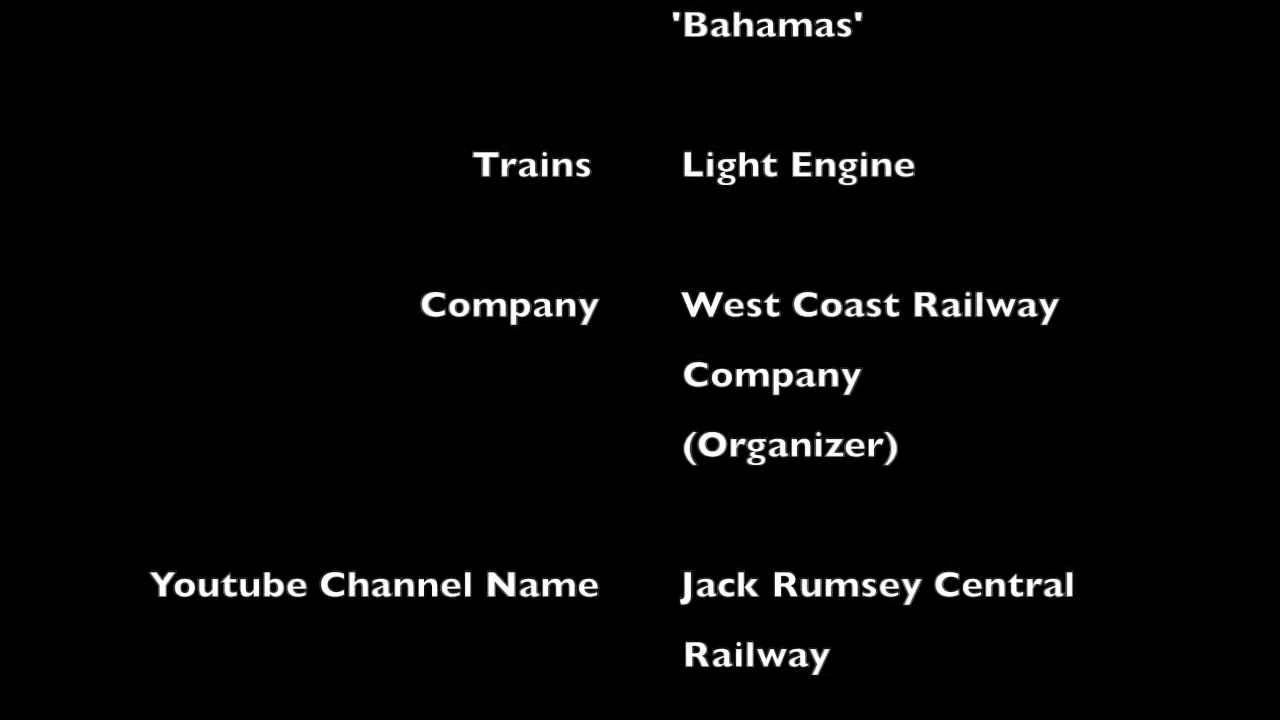 'Bahamas'
Trains Light Engine
Company West Coast Railway
Company
(Organizer)
Youtube Channel Name Jack Rumsey Central
Railway